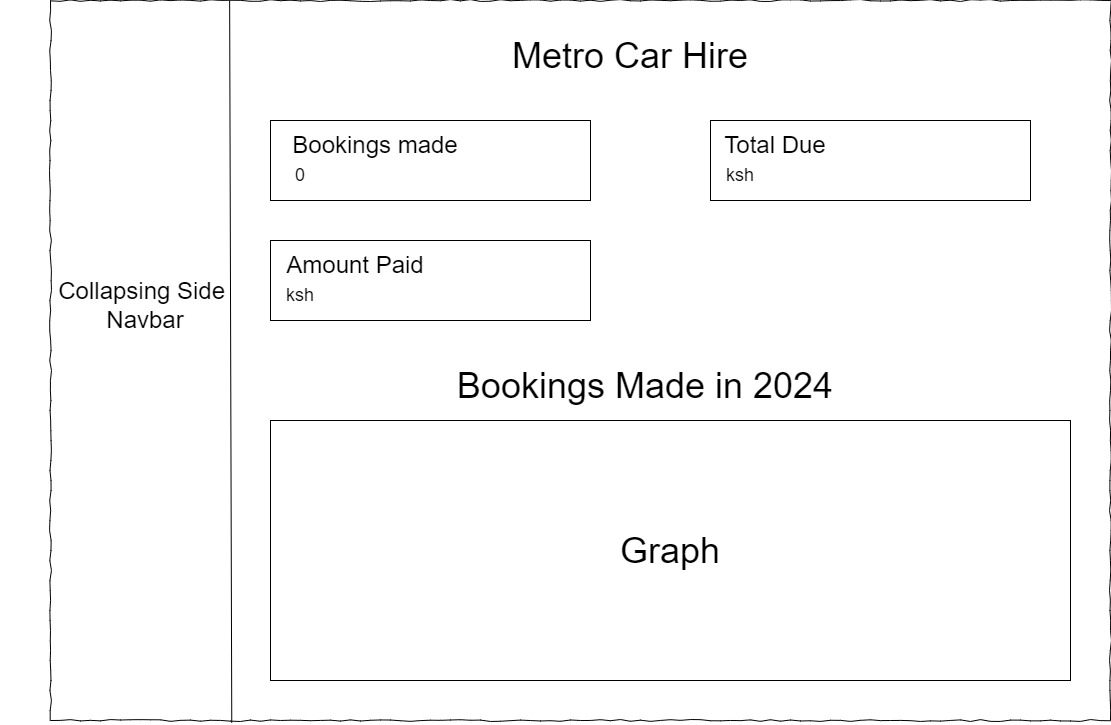 Metro Car Hire
Bookings made
0
Total Due
ksh
Amount Paid
ksh
Collapsing Side
Navbar
Bookings Made in 2024
Graph